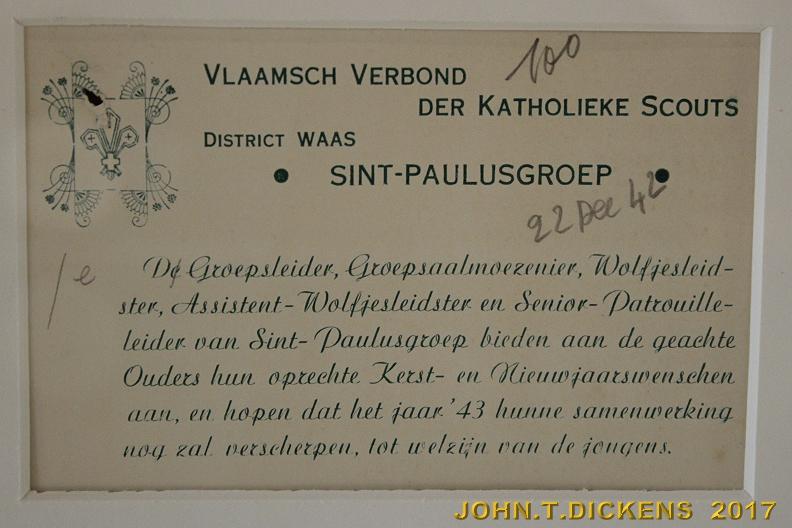 100
VLAAMSCH VERBOND
DER KATHOLIEKE SCOUTS
DISTRICT WAAS
• SINT-PAULUSGROEP •
22 Dec 42
/e
De Groepsleider, Groepsaalmoezenier, Wolfjesleid-
ster, Assistent-Wolfjesleidster en Senior-Patrouille-
leider van Sint-Paulusgroep bieden aan de geachte
Ouders hun oprechte Kerst- en Nieuwjaarswenschen
aan, en hopen dat het jaar '43 hunne samenwerking
nog zal verscherpen, tot welzijn van de jongens.
JOHN.T.DICKENS 2017